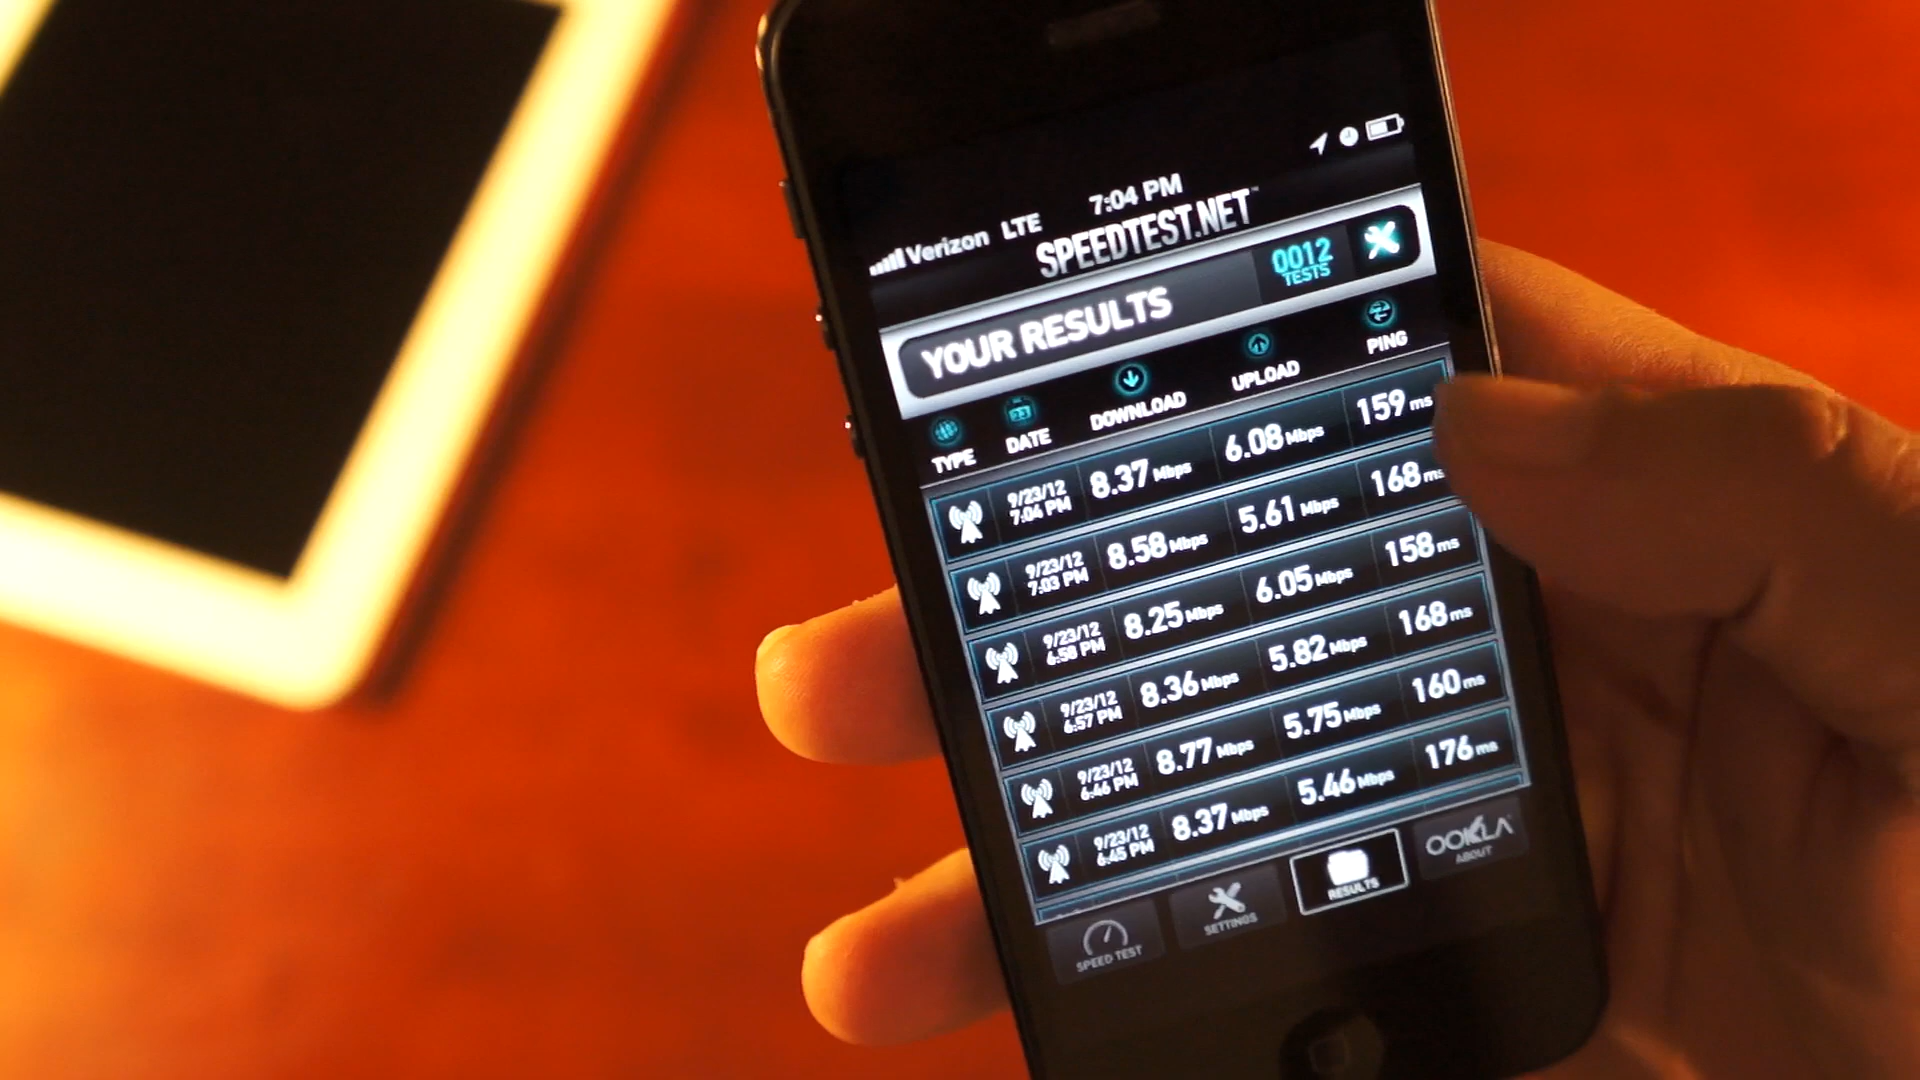 Verizon LTE 7:04 PM
SPEEDTEST.NET™
YOUR RESULTS 0012
TESTS
TYPE DATE DOWNLOAD UPLOAD PING
9/23/12
7:04 PM 8.37 Mbps 6.08 Mbps 159 ms
9/23/12
7:03 PM 8.58 Mbps 5.61 Mbps 168 ms
9/23/12
6:58 PM 8.25 Mbps 6.05 Mbps 158 ms
9/23/12
6:57 PM 8.36 Mbps 5.82 Mbps 168 ms
9/23/12
6:46 PM 8.77 Mbps 5.75 Mbps 160 ms
9/23/12
6:45 PM 8.37 Mbps 5.46 Mbps 176 ms
SPEED TEST SETTINGS RESULTS OOKLA
ABOUT